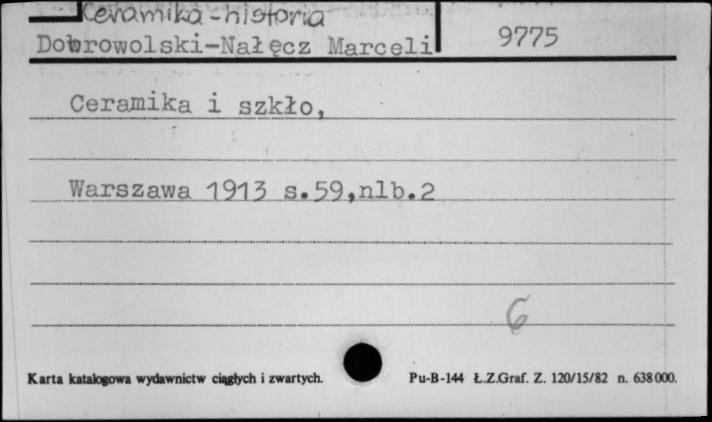 Ceramika-historia
Dobrowolski-Nałęcz Marceli 9775
Ceramika i szkło,
Warszawa 1913 s.59,nlb.2
6
Karta katalogowa wydawnictw ciągłych i zwartych. Pu-B-144 Ł.Z.Graf. Z. 120/15/82 n. 638000.